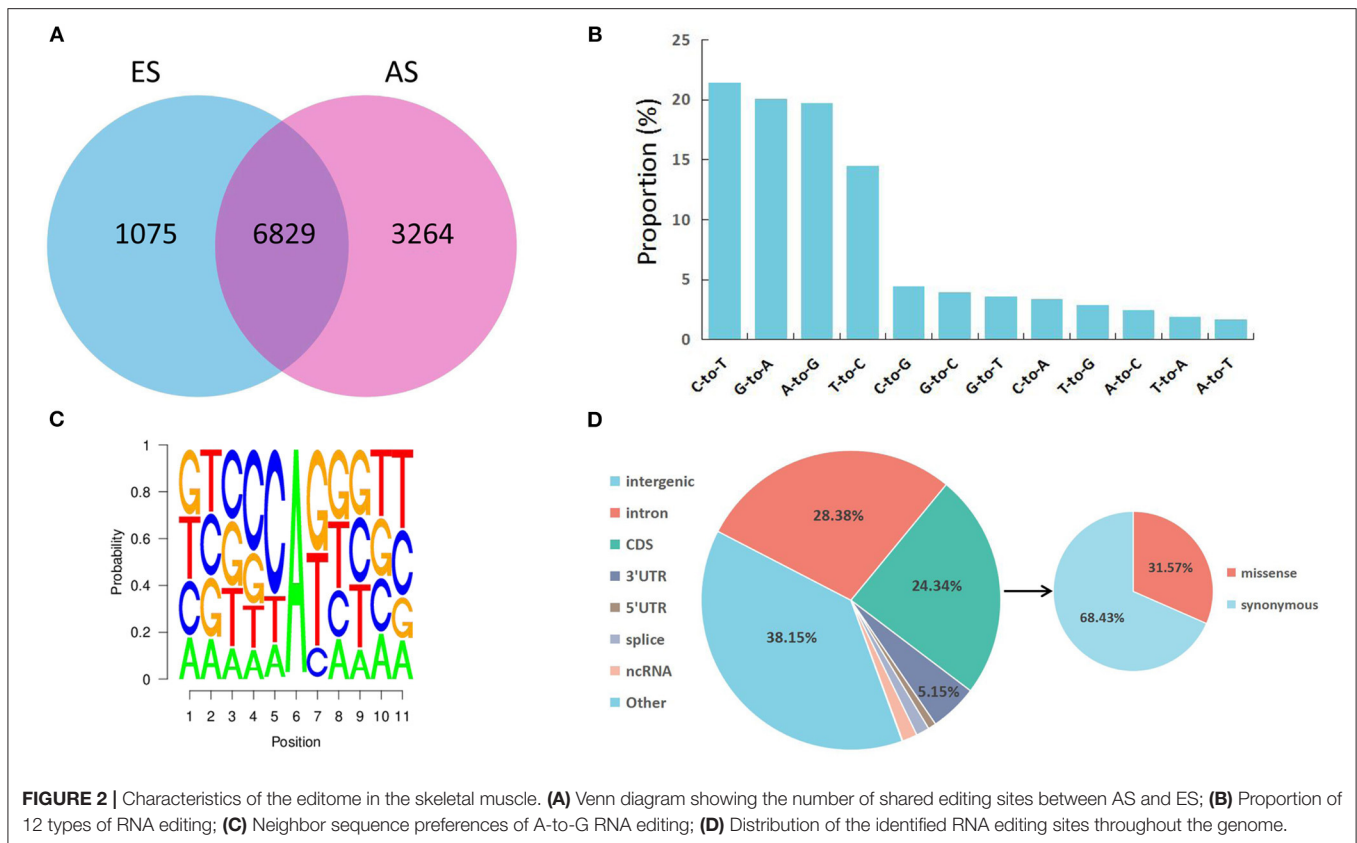 A
ES
AS
1075
6829
3264
B
Proportion (%)
25
20
15
10
5
0
C-to-T
G-to-A
A-to-G
T-to-C
C-to-G
G-to-C
G-to-T
C-to-A
T-to-G
A-to-C
T-to-A
A-to-T
C
Probability
1
0.8
0.6
0.4
0.2
0
G T C C C A G G G T T
T C G G T T T C G C
C G T T C T C G
A A A A A C A A A A
1 2 3 4 5 6 7 8 9 10 11
Position
D
intergenic
intron
CDS
3'UTR
5'UTR
splice
ncRNA
Other
28.38%
24.34%
38.15%
5.15%
31.57%
68.43%
missense
synonymous
FIGURE 2 | Characteristics of the editome in the skeletal muscle. (A) Venn diagram showing the number of shared editing sites between AS and ES; (B) Proportion of
12 types of RNA editing; (C) Neighbor sequence preferences of A-to-G RNA editing; (D) Distribution of the identified RNA editing sites throughout the genome.